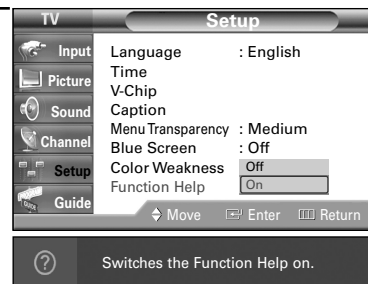 TV Setup
Input
Picture
Sound
Channel
Setup
Guide
Language : English
Time
V-Chip
Caption
Menu Transparency : Medium
Blue Screen : Off
Color Weakness Off
Function Help On
Move Enter Return
? Switches the Function Help on.